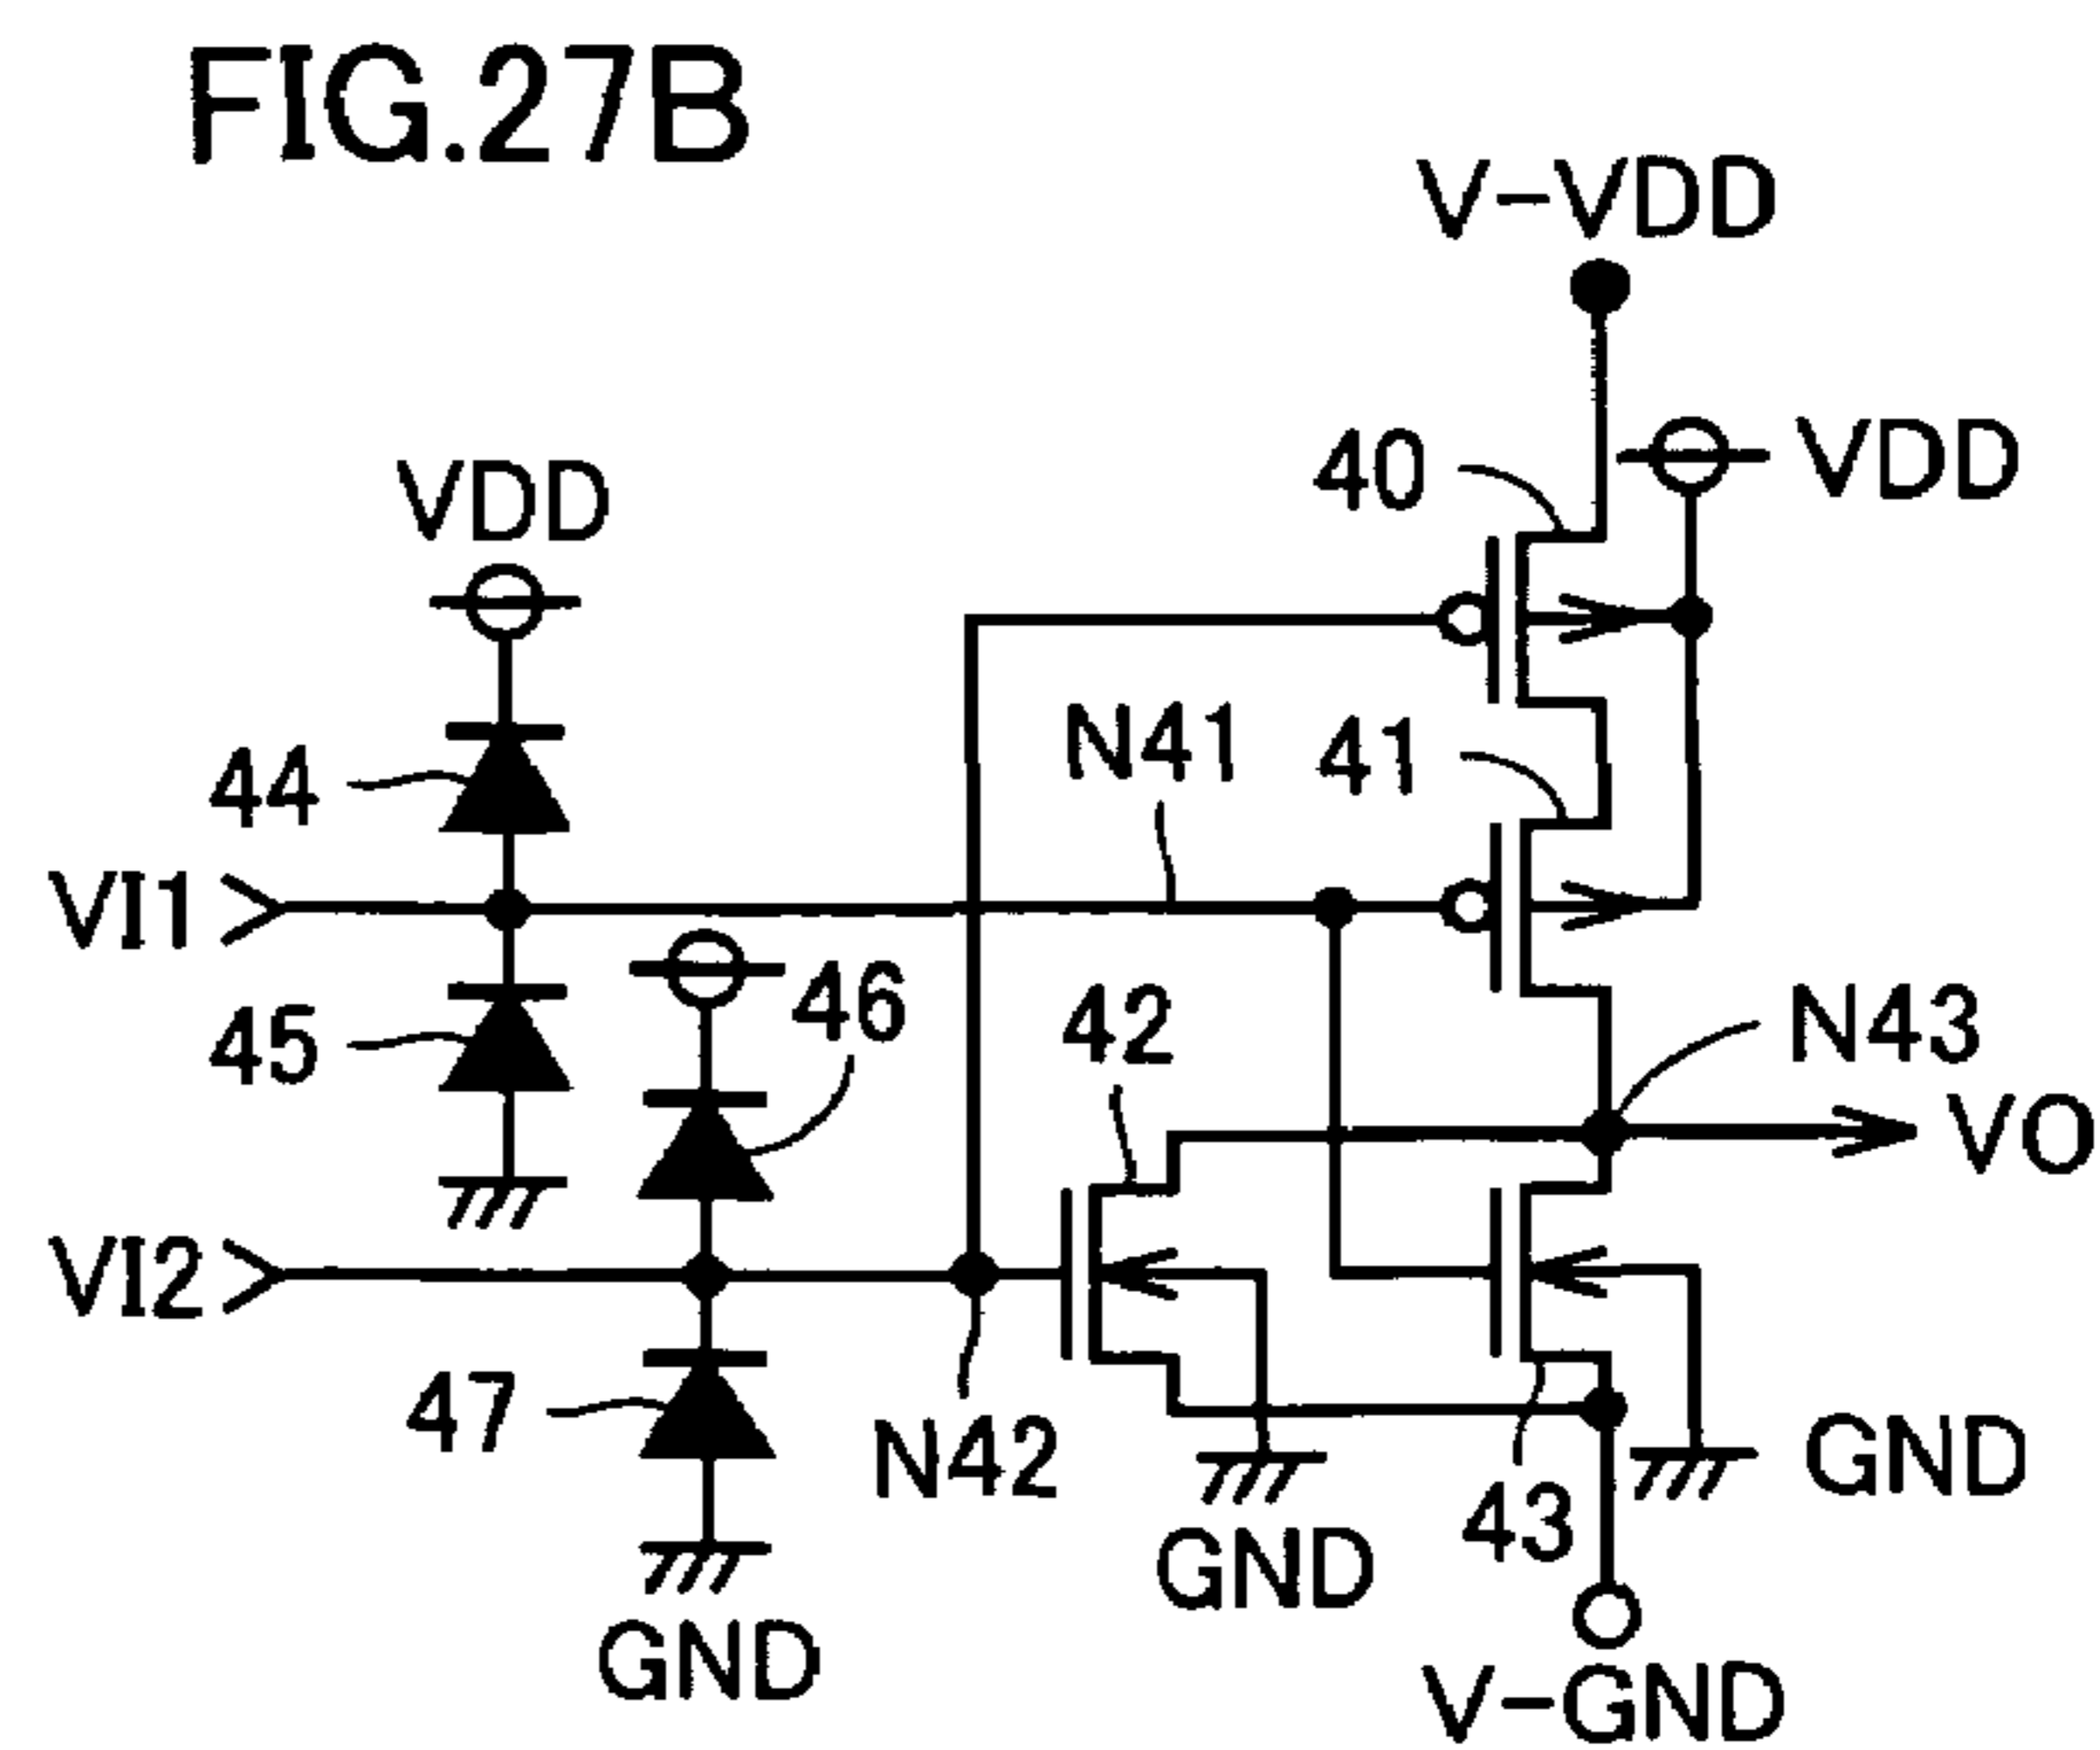 FIG.27B
V-VDD
VDD
40
VDD
N41
41
44
VI1
46
42
N43
45
VO
VI2
47
N42
GND
43
GND
GND
V-GND